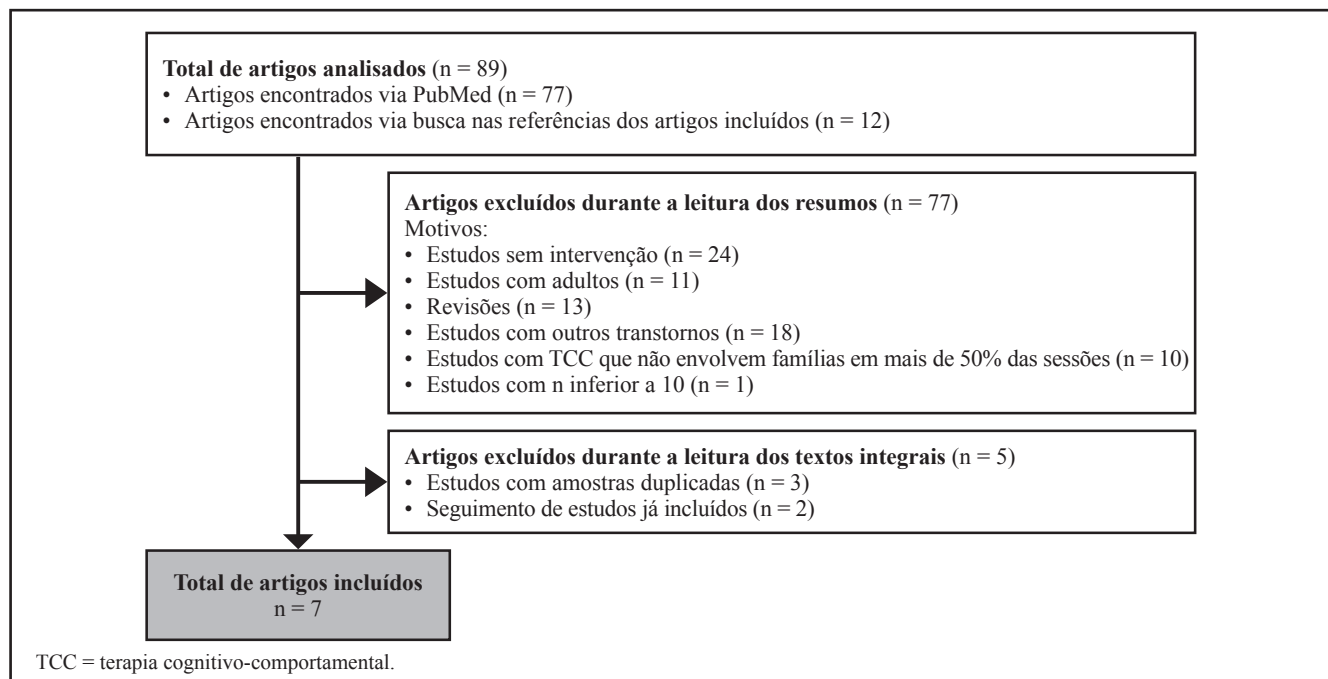 Total de artigos analisados (n = 89)
• Artigos encontrados via PubMed (n = 77)
• Artigos encontrados via busca nas referências dos artigos incluídos (n = 12)
Artigos excluídos durante a leitura dos resumos (n = 77)
Motivos:
• Estudos sem intervenção (n = 24)
• Estudos com adultos (n = 11)
• Revisões (n = 13)
• Estudos com outros transtornos (n = 18)
• Estudos com TCC que não envolvem famílias em mais de 50% das sessões (n = 10)
• Estudos com n inferior a 10 (n = 1)
Artigos excluídos durante a leitura dos textos integrais (n = 5)
• Estudos com amostras duplicadas (n = 3)
• Seguimento de estudos já incluídos (n = 2)
Total de artigos incluídos
n = 7
TCC = terapia cognitivo-comportamental.